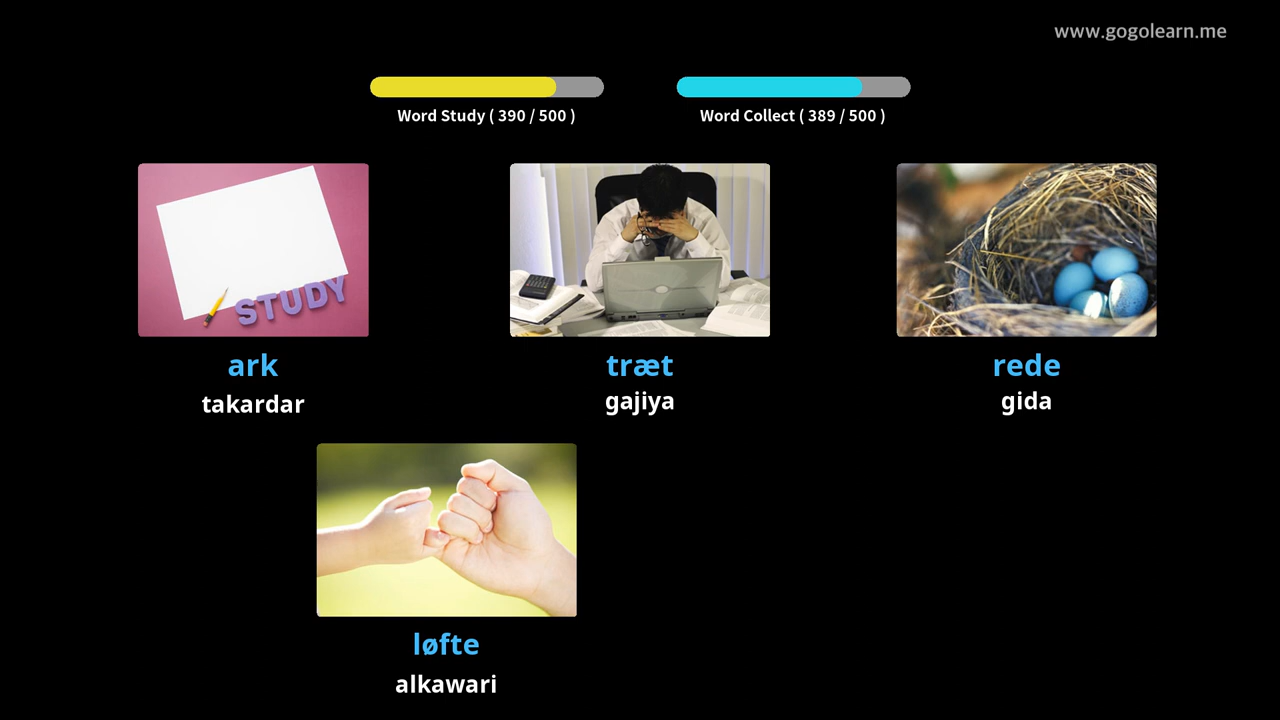 www.gogolearn.me
Word Study ( 390 / 500 )
Word Collect ( 389 / 500 )
STUDY
ark
takardar
træt
gajiya
rede
gida
løfte
alkawari